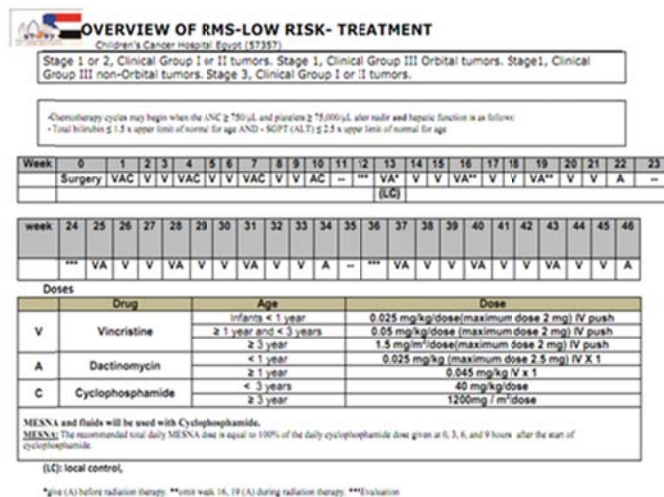 OVERVIEW OF RMS-LOW RISK- TREATMENT
Children's Cancer Hospital Egypt (57357)
Stage 1 or 2, Clinical Group I or II tumors. Stage 1, Clinical Group III Orbital tumors. Stage1, Clinical
Group III non-Orbital tumors. Stage 3, Clinical Group I or II tumors.
-Chemotherapy cycles may begin when the ANC ≥ 750/µL and platelets ≥ 75,000/µL after nadir and hepatic function is as follows:
- Total bilirubin ≤ 1.5 x upper limit of normal for age AND - SGPT (ALT) ≤ 2.5 x upper limit of normal for age
Week 0 1 2 3 4 5 6 7 8 9 10 11 12 13 14 15 16 17 18 19 20 21 22 23
Surgery VAC V V VAC V V VAC V V AC -- *** VA* V V VA** V V VA** V V A --
(LC)
week 24 25 26 27 28 29 30 31 32 33 34 35 36 37 38 39 40 41 42 43 44 45 46
*** VA V V VA V V VA V V A -- *** VA V V VA V V VA V V A
Doses
Drug Age Dose
V Vincristine Infants < 1 year 0.025 mg/kg/dose(maximum dose 2 mg) IV push
≥ 1 year and < 3 years 0.05 mg/kg/dose (maximum dose 2 mg) IV push
≥ 3 year 1.5 mg/m²/dose(maximum dose 2 mg) IV push
A Dactinomycin < 1 year 0.025 mg/kg (maximum dose 2.5 mg) IV X 1
≥ 1 year 0.045 mg/kg IV x 1
C Cyclophosphamide < 3 years 40 mg/kg/dose
≥ 3 year 1200mg / m²/dose
MESNA and fluids will be used with Cyclophosphamide.
MESNA: The recommended total daily MESNA dose is equal to 100% of the daily cyclophosphamide dose given at 0, 3, 6, and 9 hours after the start of
cyclophosphamide.
(LC): local control,
*give (A) before radiation therapy. **omit week 16, 19 (A) during radiation therapy. ***Evaluation